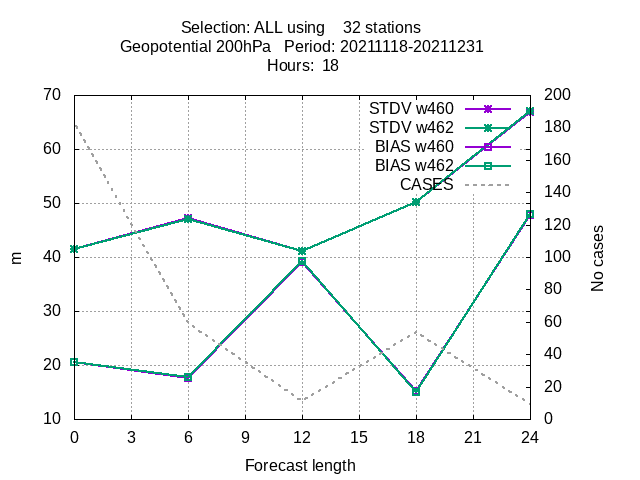 Selection: ALL using 32 stations
Geopotential 200hPa Period: 20211118-20211231
Hours: 18
STDV w460
STDV w462
BIAS w460
BIAS w462
CASES
70
60
50
40
30
20
10
m
200
180
160
140
120
100
80
60
40
20
0
No cases
0 3 6 9 12 15 18 21 24
Forecast length